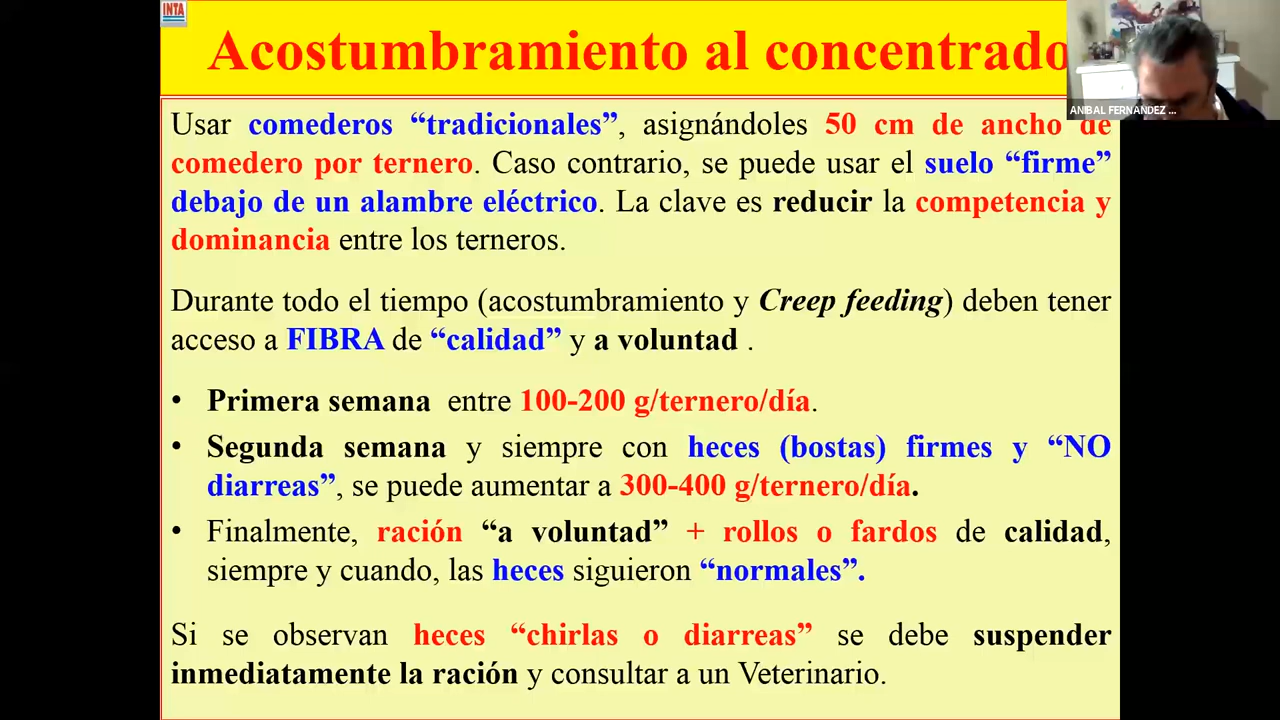 INTA
Acostumbramiento al concentrado
ANIBAL FERNANDEZ ...
Usar comederos “tradicionales”, asignándoles 50 cm de ancho de
comedero por ternero. Caso contrario, se puede usar el suelo “firme”
debajo de un alambre eléctrico. La clave es reducir la competencia y
dominancia entre los terneros.
Durante todo el tiempo (acostumbramiento y Creep feeding) deben tener
acceso a FIBRA de “calidad” y a voluntad .
• Primera semana entre 100-200 g/ternero/día.
• Segunda semana y siempre con heces (bostas) firmes y “NO
diarreas”, se puede aumentar a 300-400 g/ternero/día.
• Finalmente, ración “a voluntad” + rollos o fardos de calidad,
siempre y cuando, las heces siguieron “normales”.
Si se observan heces “chirlas o diarreas” se debe suspender
inmediatamente la ración y consultar a un Veterinario.